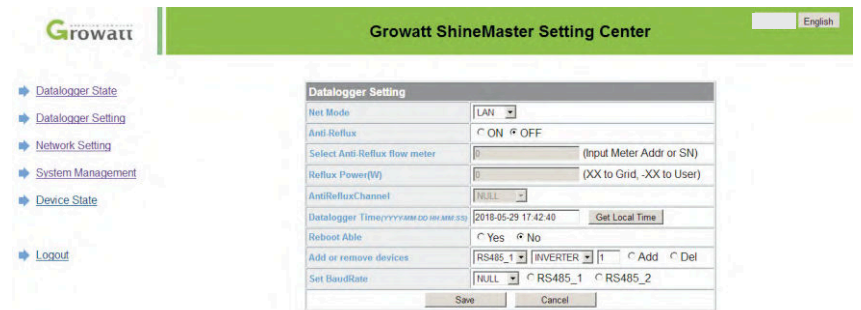 Growatt
Growatt ShineMaster Setting Center
English
Datalogger State
Datalogger Setting
Network Setting
System Management
Device State
Logout
Datalogger Setting
Net Mode LAN
Anti-Reflux ON OFF
Select Anti-Reflux flow meter 0 (Input Meter Addr or SN)
Reflux Power(W) 0 (XX to Grid, -XX to User)
AntiRefluxChannel NULL
Datalogger Time(YYYY-MM-DD HH:MM:SS) 2018-05-29 17:42:40 Get Local Time
Reboot Able Yes No
Add or remove devices RS485_1 INVERTER 1 Add Del
Set BaudRate NULL RS485_1 RS485_2
Save Cancel